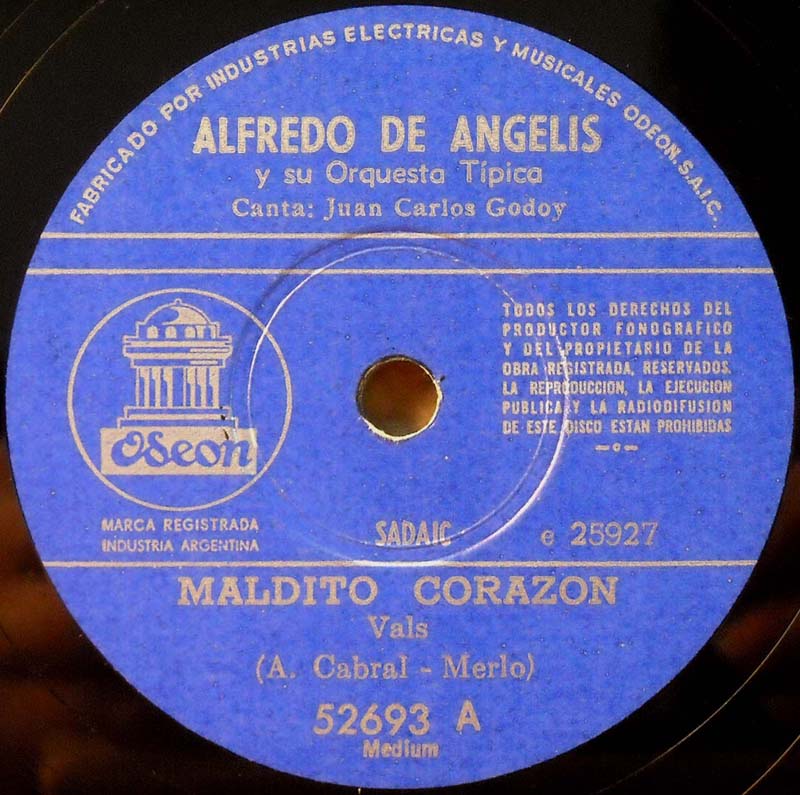 FABRICADO POR INDUSTRIAS ELECTRICAS Y MUSICALES ODEON.S.A.I.C.
ALFREDO DE ANGELIS
y su Orquesta Típica
Canta: Juan Carlos Godoy
TODOS LOS DERECHOS DEL
PRODUCTOR FONOGRAFICO
Y DEL PROPIETARIO DE LA
OBRA REGISTRADA, RESERVADOS.
LA REPRODUCCION, LA EJECUCION
PUBLICA Y LA RADIODIFUSION
DE ESTE DISCO ESTAN PROHIBIDAS
Odeon
MARCA REGISTRADA
INDUSTRIA ARGENTINA
SADAIC
e 25927
MALDITO CORAZON
Vals
(A. Cabral - Merlo)
52693 A
Medium